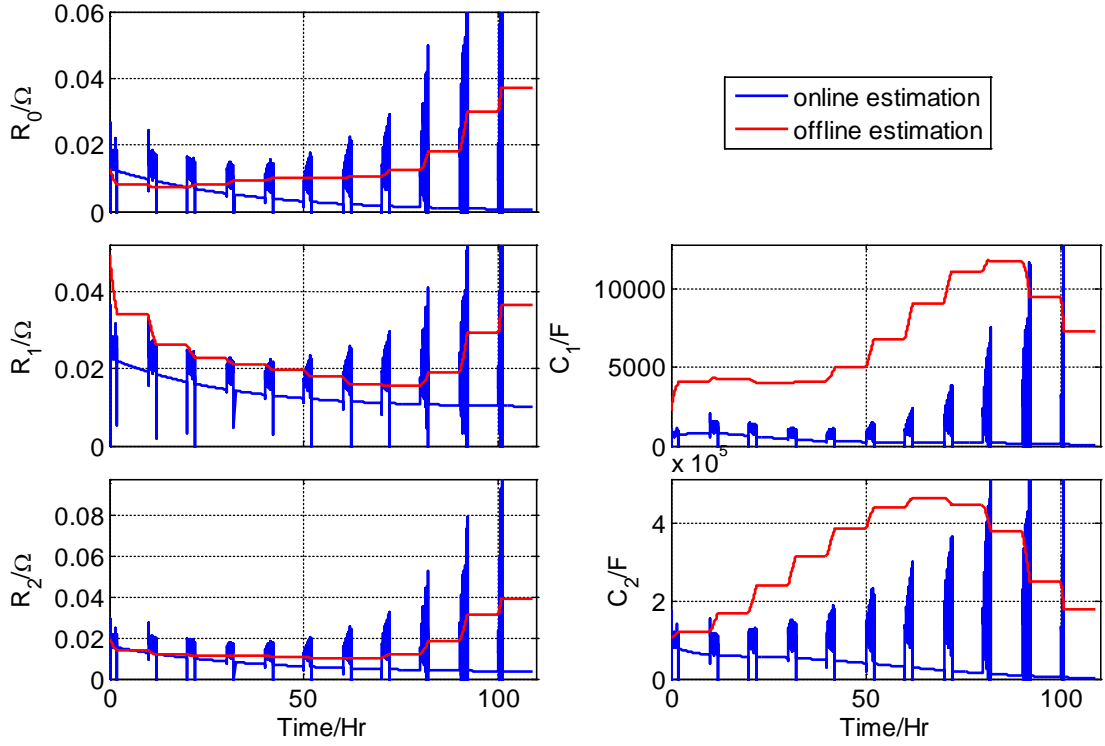 0.06
0.04
0.02
0
R0/Ω
online estimation
offline estimation
0.04
0.02
0
R1/Ω
10000
5000
0
C1/F
x 10^5
0.08
0.06
0.04
0.02
0
R2/Ω
0 50 100
Time/Hr
4
2
0
C2/F
0 50 100
Time/Hr